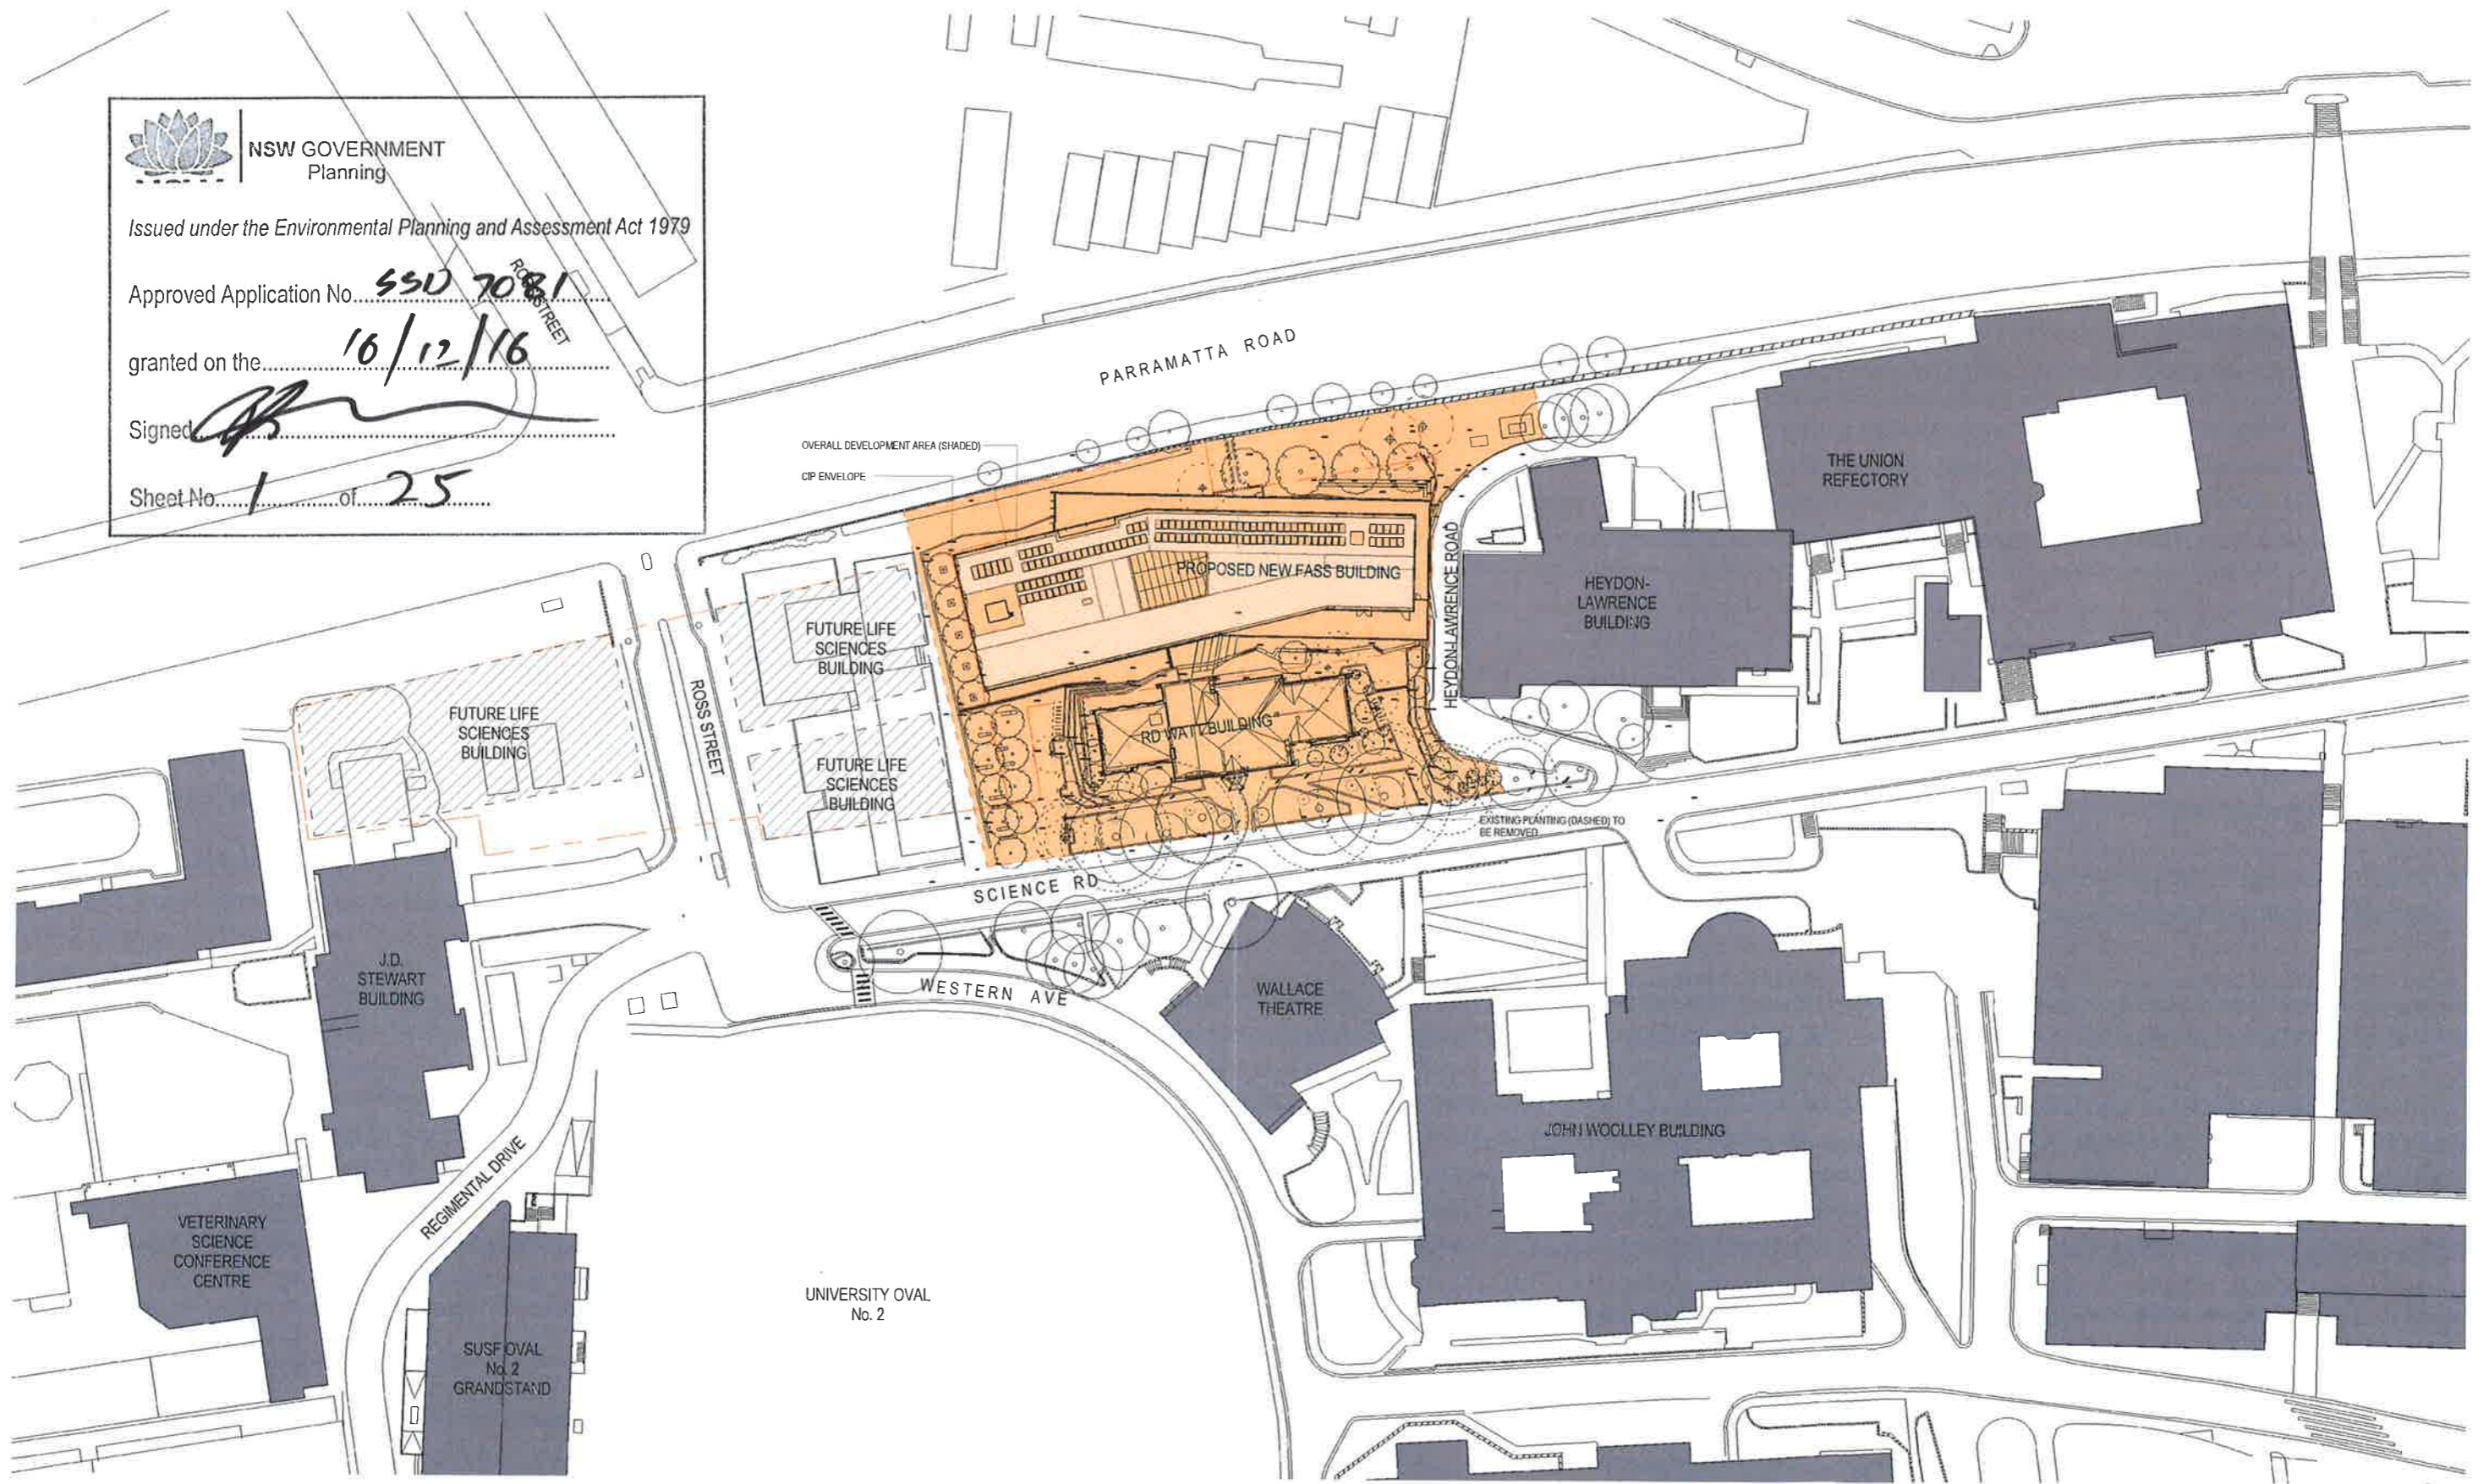 NSW GOVERNMENT
Planning
Issued under the Environmental Planning and Assessment Act 1979
Approved Application No. SSD 7081
granted on the 16/12/16
Signed
Sheet No. 1 of 25
ROSS STREET
PARRAMATTA ROAD
OVERALL DEVELOPMENT AREA (SHADED)
CIP ENVELOPE
THE UNION
REFECTORY
PROPOSED NEW FASS BUILDING
HEYDON-LAWRENCE ROAD
HEYDON-
LAWRENCE
BUILDING
FUTURE LIFE
SCIENCES
BUILDING
FUTURE LIFE
SCIENCES
BUILDING
ROSS STREET
RD WATT BUILDING
FUTURE LIFE
SCIENCES
BUILDING
EXISTING PLANTING (DASHED) TO
BE REMOVED
SCIENCE RD
J.D.
STEWART
BUILDING
WESTERN AVE
WALLACE
THEATRE
JOHN WOOLLEY BUILDING
REGIMENTAL DRIVE
VETERINARY
SCIENCE
CONFERENCE
CENTRE
UNIVERSITY OVAL
No. 2
SUSF OVAL
No. 2
GRANDSTAND